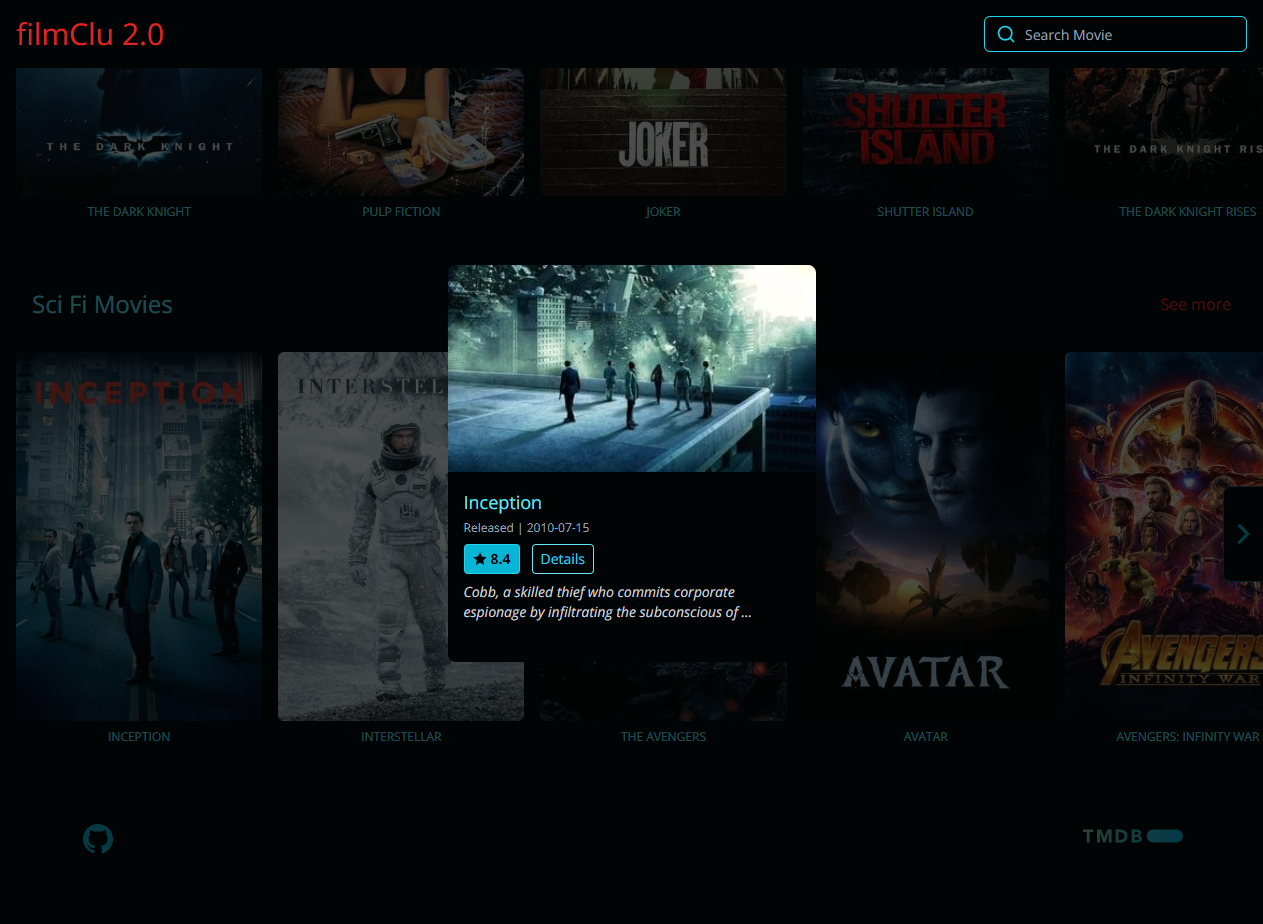 filmClu 2.0
Search Movie
THE DARK KNIGHT
JOKER
SHUTTER
ISLAND
THE DARK KNIGHT RIS
THE DARK KNIGHT
PULP FICTION
JOKER
SHUTTER ISLAND
THE DARK KNIGHT RISES
Sci Fi Movies
See more
INCEPTION
INTERSTEL
Inception
Released | 2010-07-15
8.4
Details
Cobb, a skilled thief who commits corporate
espionage by infiltrating the subconscious of ...
AVATAR
AVENGERS
INFINITY WAR
INCEPTION
INTERSTELLAR
THE AVENGERS
AVATAR
AVENGERS: INFINITY WAR
TMDB